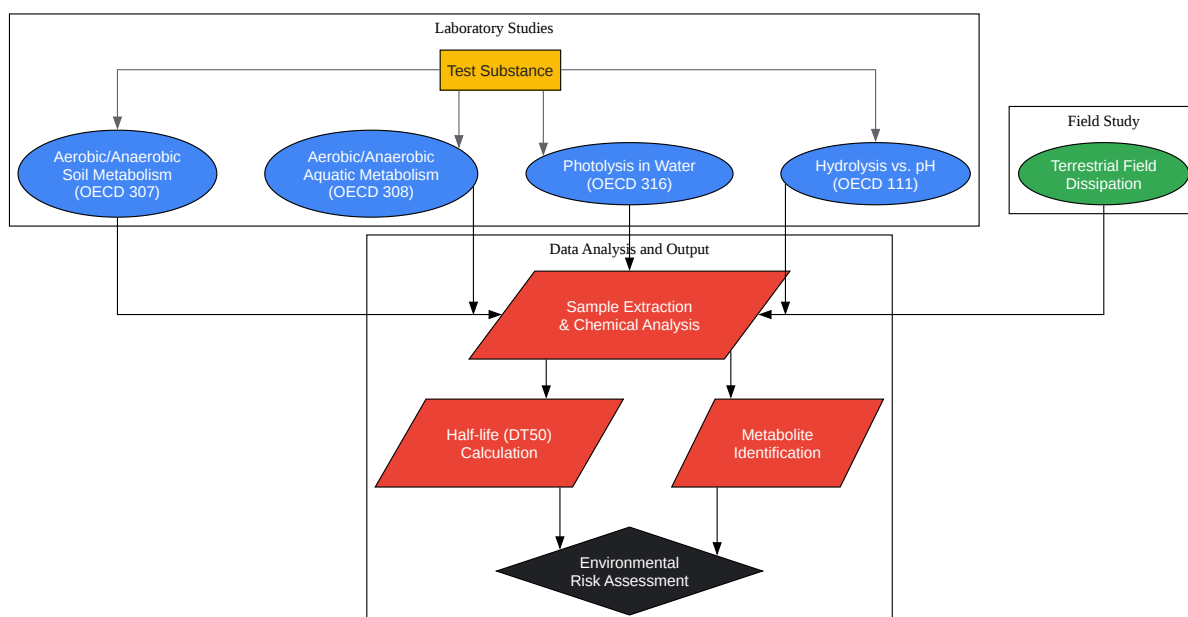 Laboratory Studies
Test Substance
Field Study
Aerobic/Anaerobic
Soil Metabolism
(OECD 307)
Aerobic/Anaerobic
Aquatic Metabolism
(OECD 308)
Photolysis in Water
(OECD 316)
Hydrolysis vs. pH
(OECD 111)
Terrestrial Field
Dissipation
Data Analysis and Output
Sample Extraction
& Chemical Analysis
Half-life (DT50)
Calculation
Metabolite
Identification
Environmental
Risk Assessment